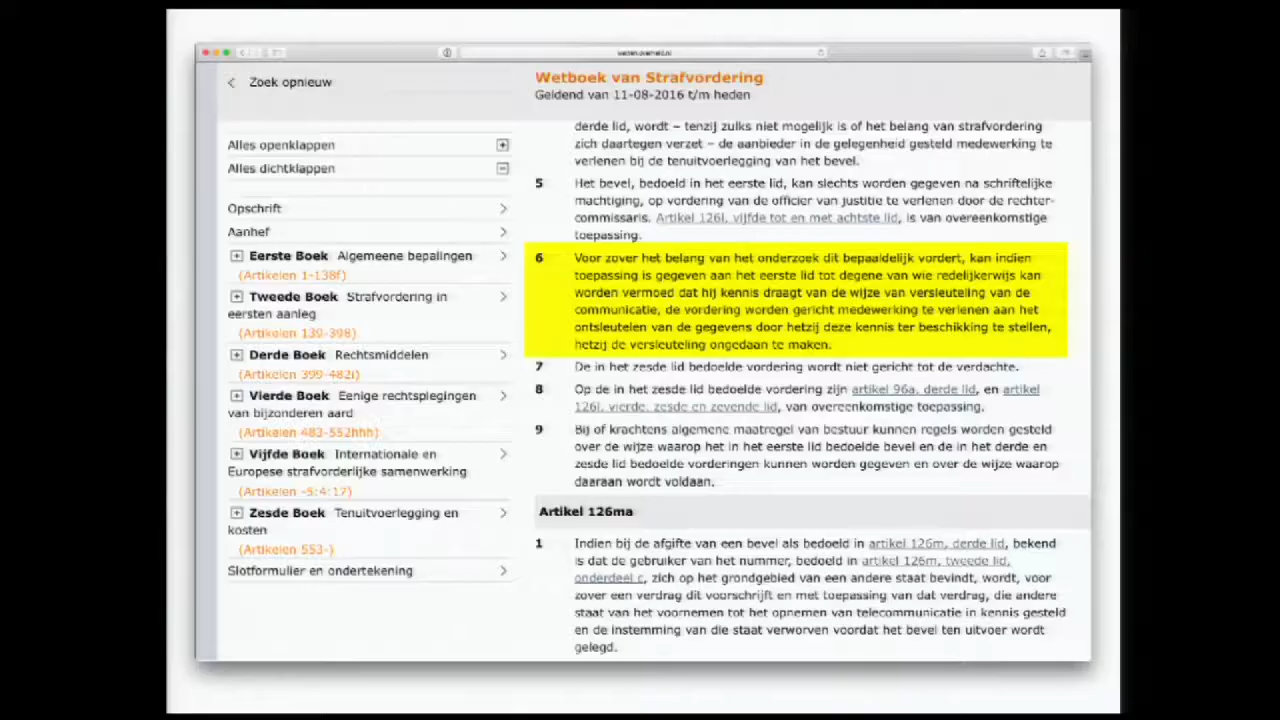 wetten.overheid.nl
Zoek opnieuw
Wetboek van Strafvordering
Geldend van 11-08-2016 t/m heden
Alles openklappen
Alles dichtklappen
Opschrift
Aanhef
Eerste Boek Algemeene bepalingen
(Artikelen 1-138f)
Tweede Boek Strafvordering in
eersten aanleg
(Artikelen 139-398)
Derde Boek Rechtsmiddelen
(Artikelen 399-482i)
Vierde Boek Eenige rechtsplegingen
van bijzonderen aard
(Artikelen 483-552hhh)
Vijfde Boek Internationale en
Europese strafvorderlijke samenwerking
(Artikelen -5:4:17)
Zesde Boek Tenuitvoerlegging en
kosten
(Artikelen 553-)
Slotformulier en ondertekening
derde lid, wordt – tenzij zulks niet mogelijk is of het belang van strafvordering
zich daartegen verzet – de aanbieder in de gelegenheid gesteld medewerking te
verlenen bij de tenuitvoerlegging van het bevel.
5 Het bevel, bedoeld in het eerste lid, kan slechts worden gegeven na schriftelijke
machtiging, op vordering van de officier van justitie te verlenen door de rechter-
commissaris. Artikel 126l, vijfde tot en met achtste lid, is van overeenkomstige
toepassing.
6 Voor zover het belang van het onderzoek dit bepaaldelijk vordert, kan indien
toepassing is gegeven aan het eerste lid tot degene van wie redelijkerwijs kan
worden vermoed dat hij kennis draagt van de wijze van versleuteling van de
communicatie, de vordering worden gericht medewerking te verlenen aan het
ontsleutelen van de gegevens door hetzij deze kennis ter beschikking te stellen,
hetzij de versleuteling ongedaan te maken.
7 De in het zesde lid bedoelde vordering wordt niet gericht tot de verdachte.
8 Op de in het zesde lid bedoelde vordering zijn artikel 96a, derde lid, en artikel
126l, vierde, zesde en zevende lid, van overeenkomstige toepassing.
9 Bij of krachtens algemene maatregel van bestuur kunnen regels worden gesteld
over de wijze waarop het in het eerste lid bedoelde bevel en de in het derde en
zesde lid bedoelde vorderingen kunnen worden gegeven en over de wijze waarop
daaraan wordt voldaan.
Artikel 126ma
1 Indien bij de afgifte van een bevel als bedoeld in artikel 126m, derde lid, bekend
is dat de gebruiker van het nummer, bedoeld in artikel 126m, tweede lid,
onderdeel c, zich op het grondgebied van een andere staat bevindt, wordt, voor
zover een verdrag dit voorschrijft en met toepassing van dat verdrag, die andere
staat van het voornemen tot het opnemen van telecommunicatie in kennis gesteld
en de instemming van die staat verworven voordat het bevel ten uitvoer wordt
gelegd.